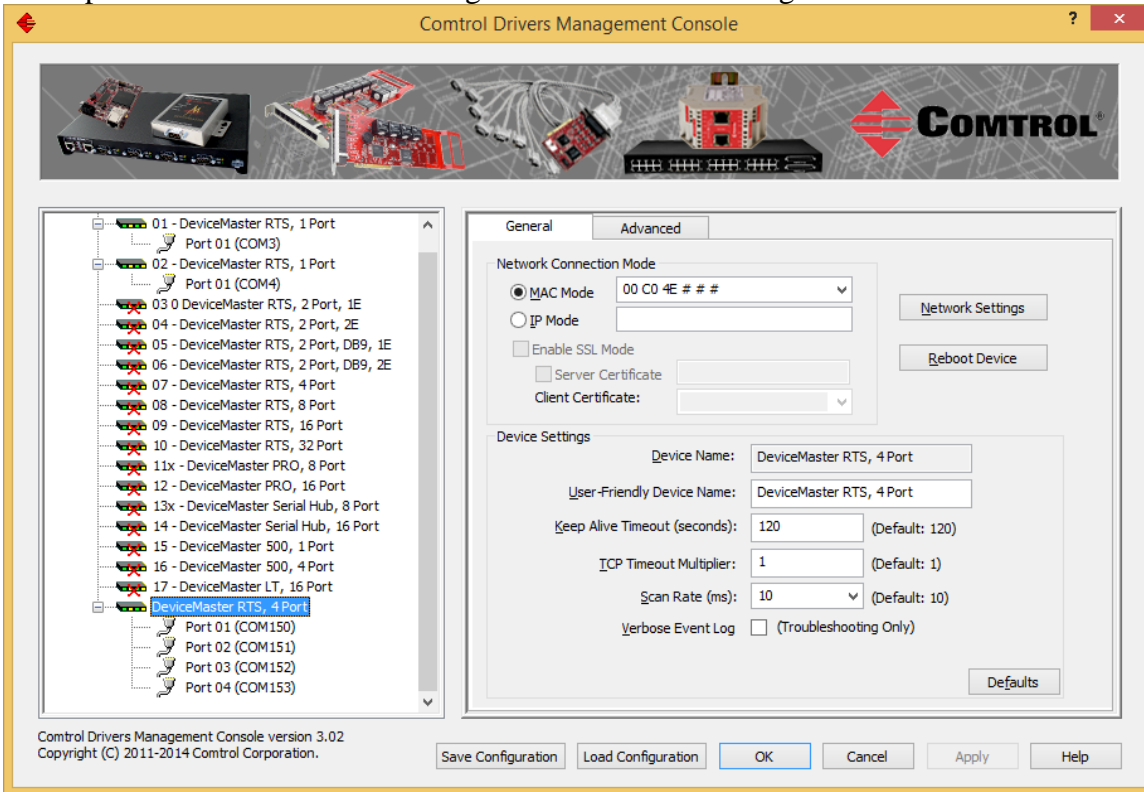 Comtrol Drivers Management Console
? ×
COMTROL®
01 - DeviceMaster RTS, 1 Port
Port 01 (COM3)
02 - DeviceMaster RTS, 1 Port
Port 01 (COM4)
03 0 DeviceMaster RTS, 2 Port, 1E
04 - DeviceMaster RTS, 2 Port, 2E
05 - DeviceMaster RTS, 2 Port, DB9, 1E
06 - DeviceMaster RTS, 2 Port, DB9, 2E
07 - DeviceMaster RTS, 4 Port
08 - DeviceMaster RTS, 8 Port
09 - DeviceMaster RTS, 16 Port
10 - DeviceMaster RTS, 32 Port
11x - DeviceMaster PRO, 8 Port
12 - DeviceMaster PRO, 16 Port
13x - DeviceMaster Serial Hub, 8 Port
14 - DeviceMaster Serial Hub, 16 Port
15 - DeviceMaster 500, 1 Port
16 - DeviceMaster 500, 4 Port
17 - DeviceMaster LT, 16 Port
DeviceMaster RTS, 4 Port
Port 01 (COM150)
Port 02 (COM151)
Port 03 (COM152)
Port 04 (COM153)
General Advanced
Network Connection Mode
MAC Mode 00 C0 4E # # #
IP Mode
Enable SSL Mode
Server Certificate
Client Certificate:
Network Settings
Reboot Device
Device Settings
Device Name: DeviceMaster RTS, 4 Port
User-Friendly Device Name: DeviceMaster RTS, 4 Port
Keep Alive Timeout (seconds): 120 (Default: 120)
TCP Timeout Multiplier: 1 (Default: 1)
Scan Rate (ms): 10 (Default: 10)
Verbose Event Log (Troubleshooting Only)
Defaults
Comtrol Drivers Management Console version 3.02
Copyright (C) 2011-2014 Comtrol Corporation.
Save Configuration Load Configuration OK Cancel Apply Help